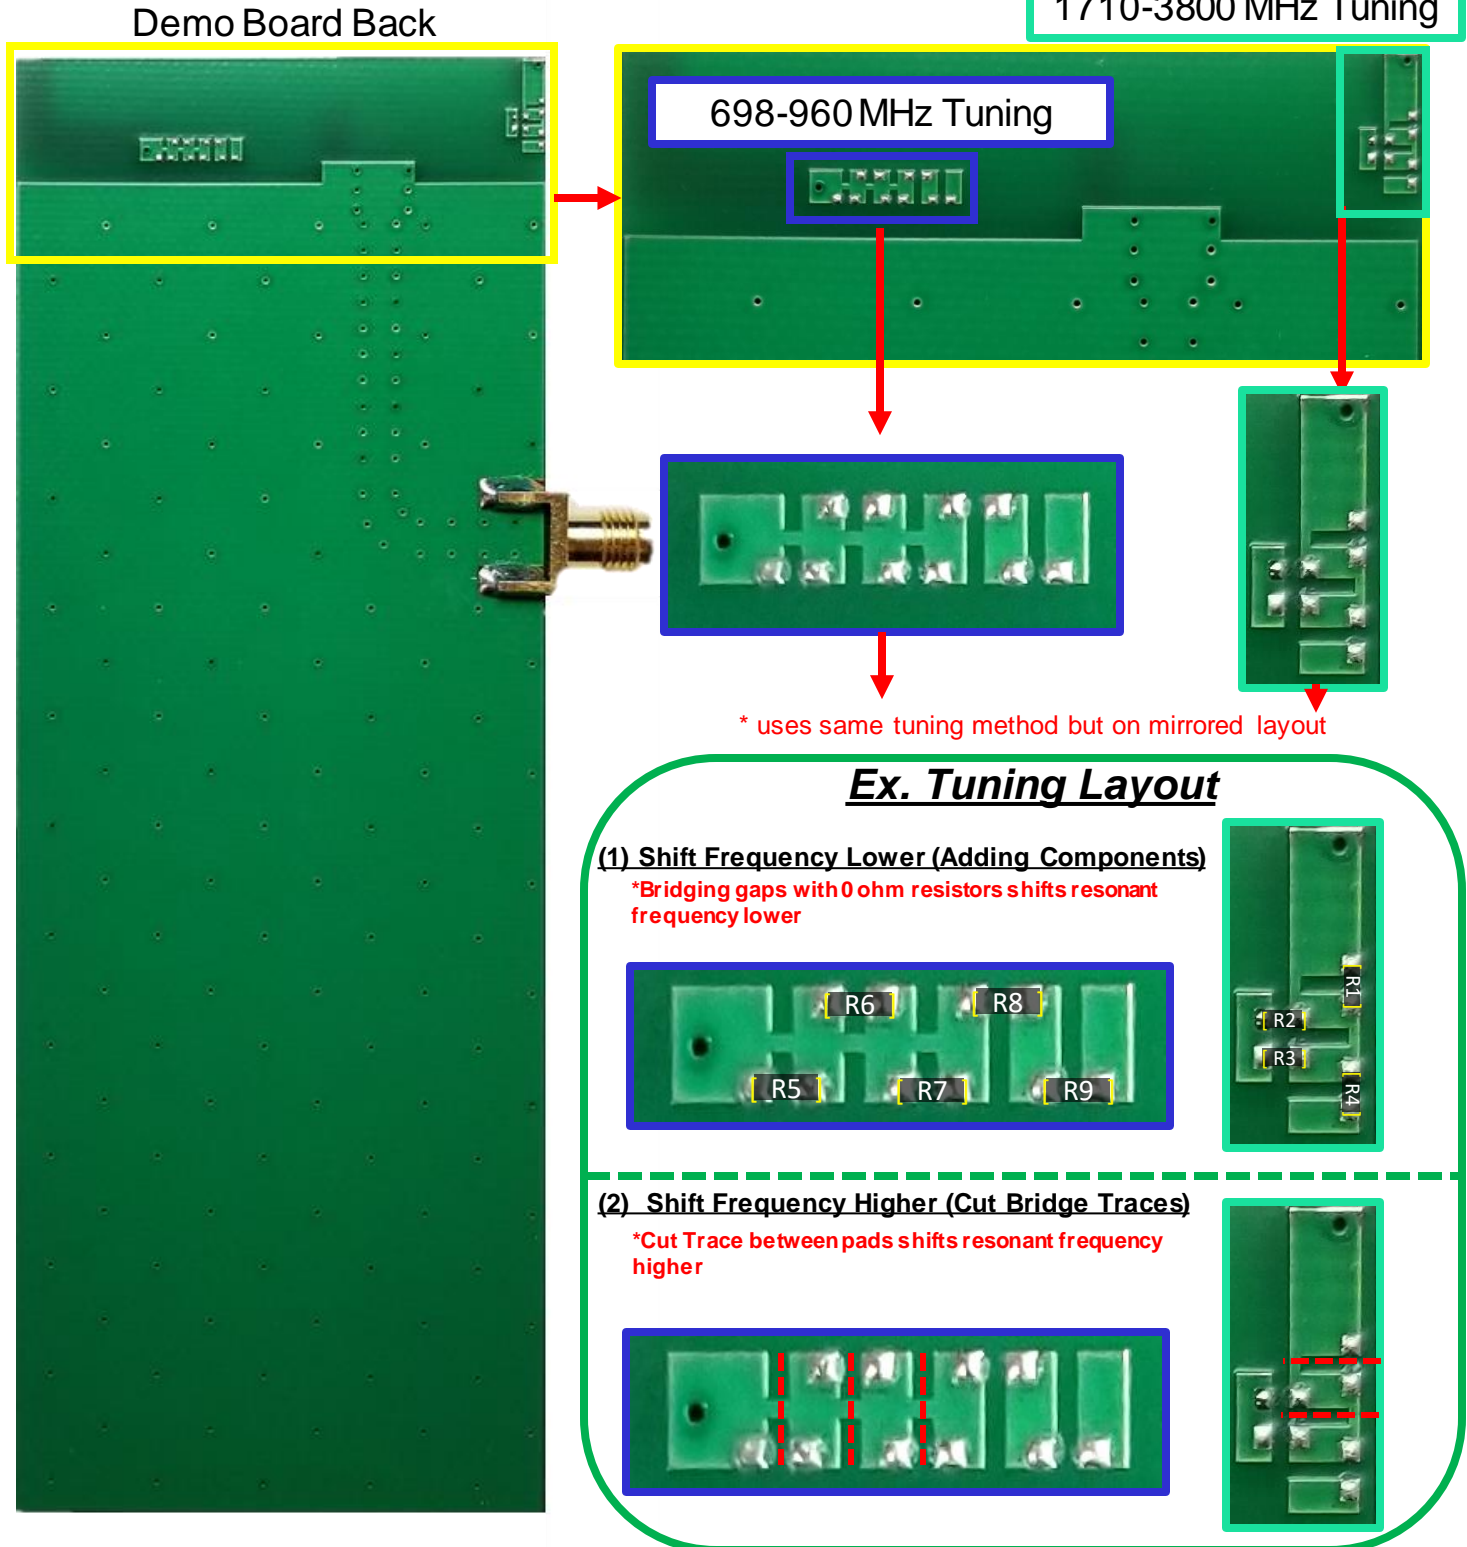 Demo Board Back
1710-3800 MHz Tuning
698-960 MHz Tuning
* uses same tuning method but on mirrored layout
Ex. Tuning Layout
(1) Shift Frequency Lower (Adding Components)
*Bridging gaps with 0 ohm resistors shifts resonant
frequency lower
R6
R8
R5
R7
R9
R1
R2
R3
R4
(2) Shift Frequency Higher (Cut Bridge Traces)
*Cut Trace between pads shifts resonant frequency
higher